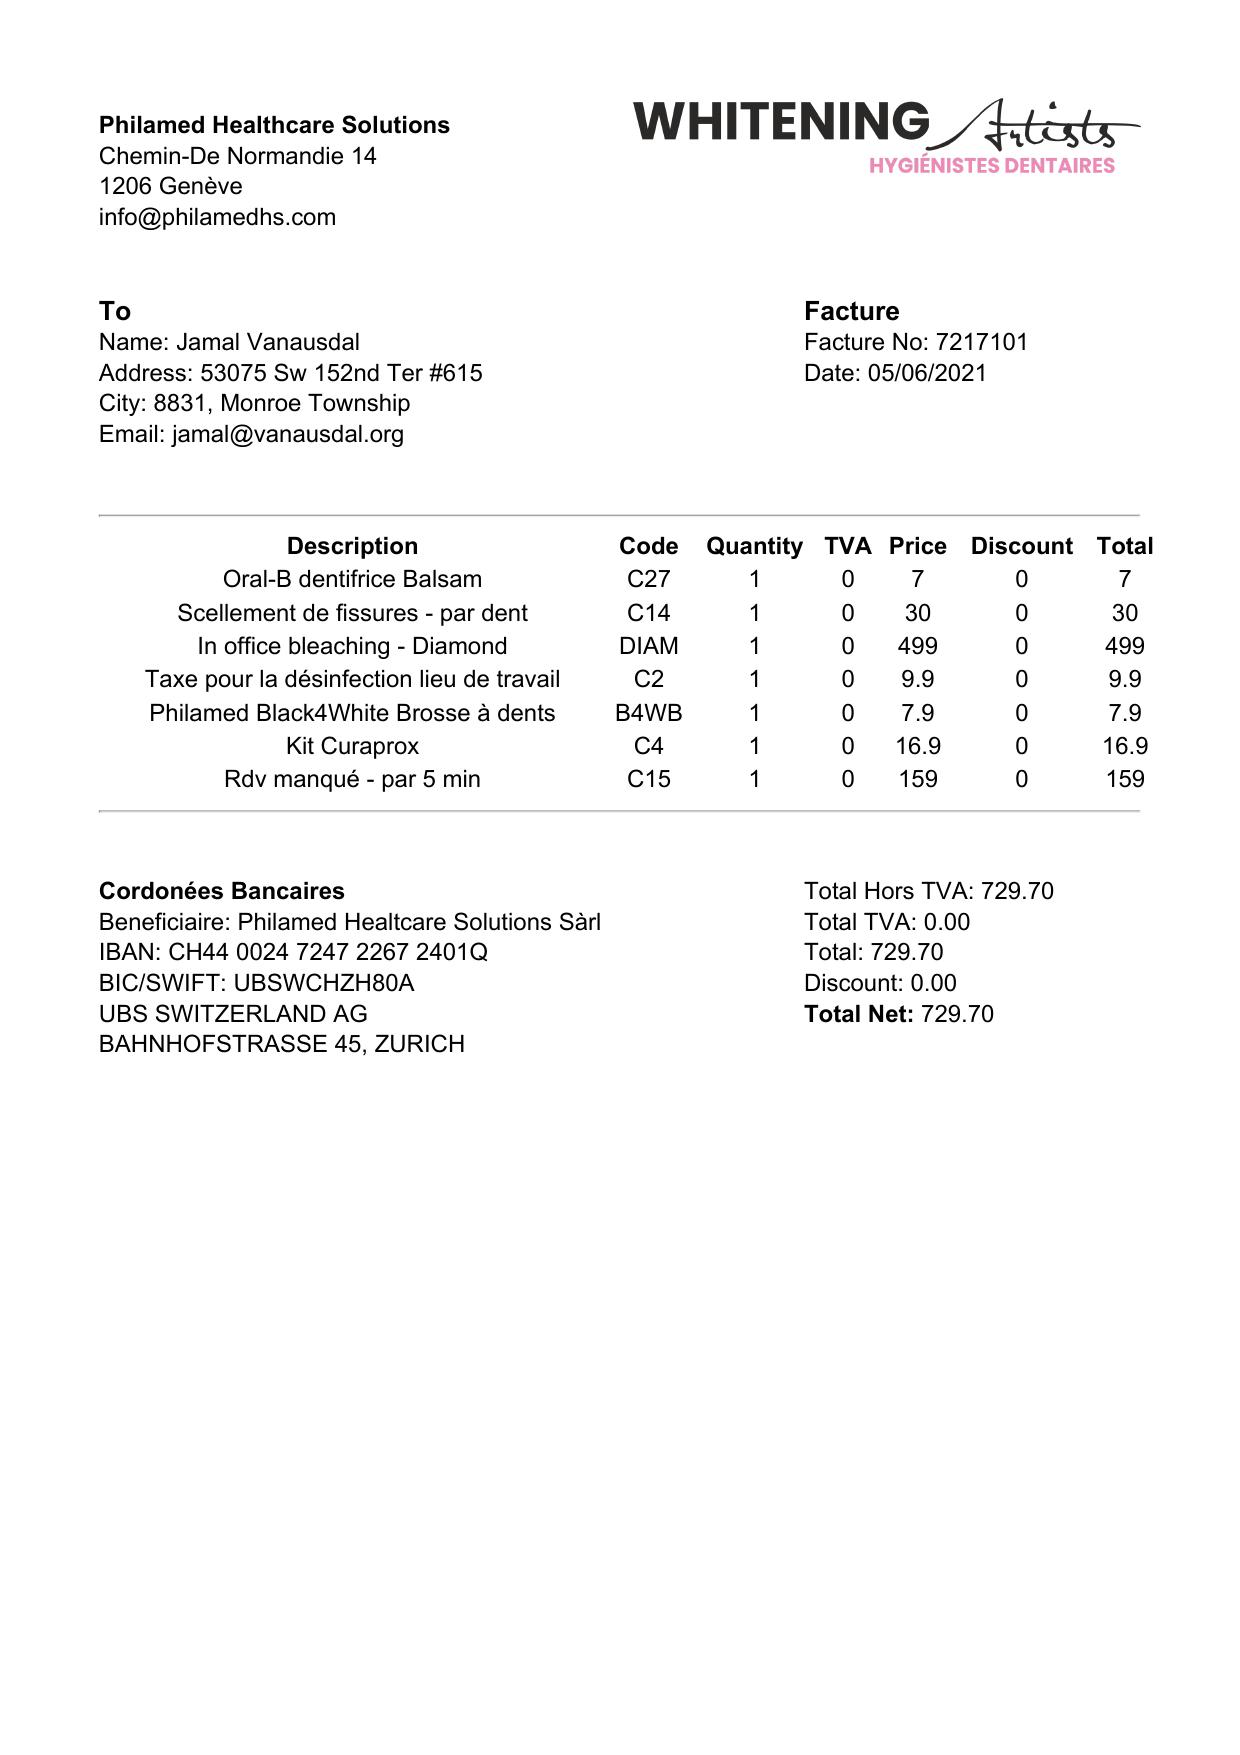 Philamed Healthcare Solutions
Chemin-De Normandie 14
1206 Genève
info@philamedhs.com
WHITENING Artists
HYGIÉNISTES DENTAIRES
To
Name: Jamal Vanausdal
Address: 53075 Sw 152nd Ter #615
City: 8831, Monroe Township
Email: jamal@vanausdal.org
Facture
Facture No: 7217101
Date: 05/06/2021
Description Code Quantity TVA Price Discount Total
Oral-B dentifrice Balsam C27 1 0 7 0 7
Scellement de fissures - par dent C14 1 0 30 0 30
In office bleaching - Diamond DIAM 1 0 499 0 499
Taxe pour la désinfection lieu de travail C2 1 0 9.9 0 9.9
Philamed Black4White Brosse à dents B4WB 1 0 7.9 0 7.9
Kit Curaprox C4 1 0 16.9 0 16.9
Rdv manqué - par 5 min C15 1 0 159 0 159
Cordonées Bancaires
Beneficiaire: Philamed Healtcare Solutions Sàrl
IBAN: CH44 0024 7247 2267 2401Q
BIC/SWIFT: UBSWCHZH80A
UBS SWITZERLAND AG
BAHNHOFSTRASSE 45, ZURICH
Total Hors TVA: 729.70
Total TVA: 0.00
Total: 729.70
Discount: 0.00
Total Net: 729.70